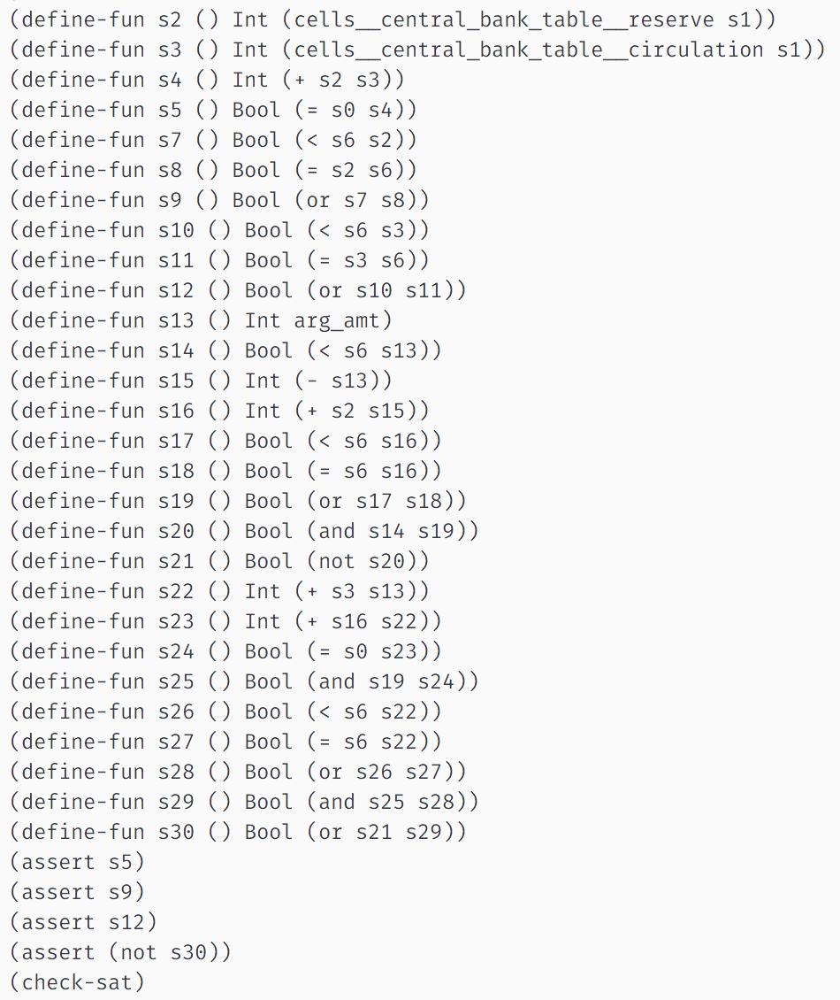 (define-fun s2 () Int (cells__central_bank_table__reserve s1))
(define-fun s3 () Int (cells__central_bank_table__circulation s1))
(define-fun s4 () Int (+ s2 s3))
(define-fun s5 () Bool (= s0 s4))
(define-fun s7 () Bool (< s6 s2))
(define-fun s8 () Bool (= s2 s6))
(define-fun s9 () Bool (or s7 s8))
(define-fun s10 () Bool (< s6 s3))
(define-fun s11 () Bool (= s3 s6))
(define-fun s12 () Bool (or s10 s11))
(define-fun s13 () Int arg_amt)
(define-fun s14 () Bool (< s6 s13))
(define-fun s15 () Int (- s13))
(define-fun s16 () Int (+ s2 s15))
(define-fun s17 () Bool (< s6 s16))
(define-fun s18 () Bool (= s6 s16))
(define-fun s19 () Bool (or s17 s18))
(define-fun s20 () Bool (and s14 s19))
(define-fun s21 () Bool (not s20))
(define-fun s22 () Int (+ s3 s13))
(define-fun s23 () Int (+ s16 s22))
(define-fun s24 () Bool (= s0 s23))
(define-fun s25 () Bool (and s19 s24))
(define-fun s26 () Bool (< s6 s22))
(define-fun s27 () Bool (= s6 s22))
(define-fun s28 () Bool (or s26 s27))
(define-fun s29 () Bool (and s25 s28))
(define-fun s30 () Bool (or s21 s29))
(assert s5)
(assert s9)
(assert s12)
(assert (not s30))
(check-sat)